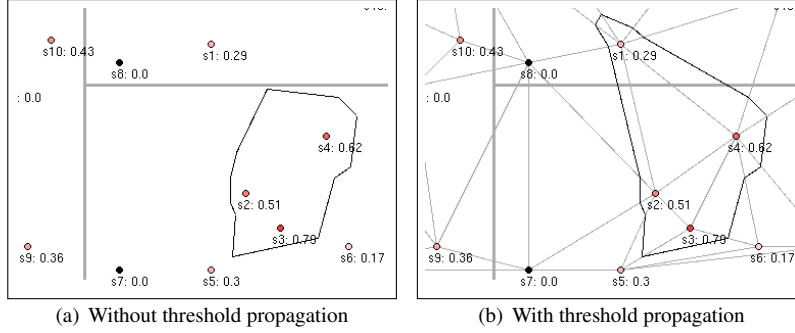 s10: 0.43
s1: 0.29
s8: 0.0
: 0.0
s4: 0.62
s2: 0.51
s3: 0.79
s9: 0.36
s6: 0.17
s7: 0.0
s5: 0.3
(a) Without threshold propagation
s10: 0.43
s1: 0.29
s8: 0.0
: 0.0
s4: 0.62
s2: 0.51
s3: 0.79
s9: 0.36
s6: 0.17
s7: 0.0
s5: 0.3
(b) With threshold propagation